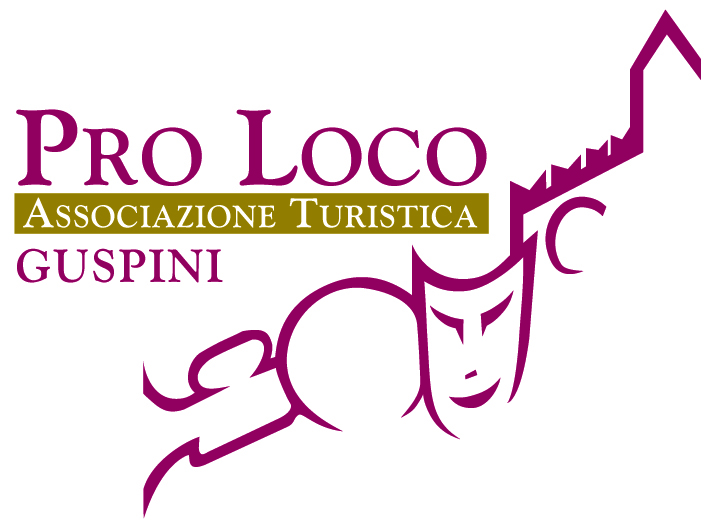 PRO LOCO
ASSOCIAZIONE TURISTICA
GUSPINI